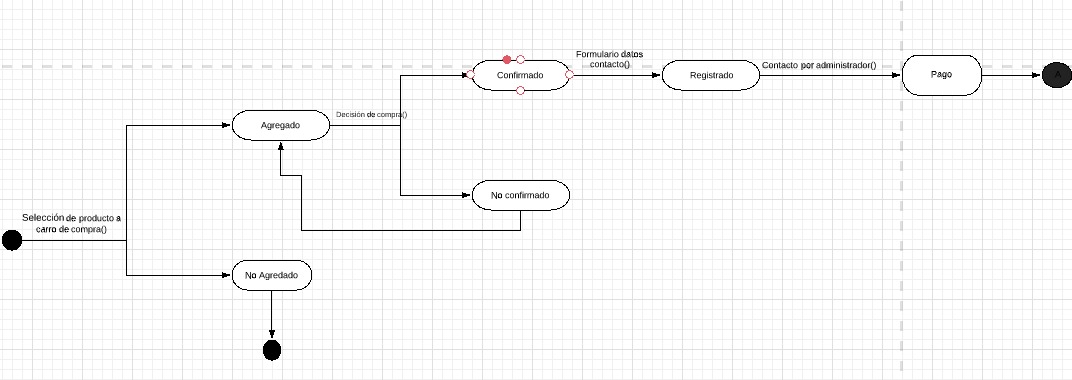 Formulario datos
contacto()
Confirmado
Registrado
Contacto por administrador()
Pago
A
Decisión de compra()
Agregado
No confirmado
Selección de producto a
carro de compra()
No Agredado